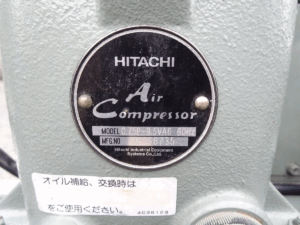 HITACHI
Air
Compressor
MODEL
MFG.NO
Hitachi Industrial Equipment
Systems Co.,Ltd.
オイル補給、交換時は
をご使用ください。